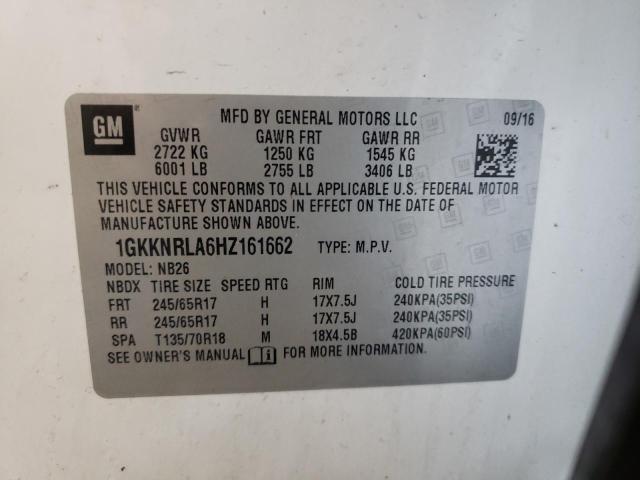 GM
MFD BY GENERAL MOTORS LLC 09/16
GVWR GAWR FRT GAWR RR
2722 KG 1250 KG 1545 KG
6001 LB 2755 LB 3406 LB
THIS VEHICLE CONFORMS TO ALL APPLICABLE U.S. FEDERAL MOTOR
VEHICLE SAFETY STANDARDS IN EFFECT ON THE DATE OF
MANUFACTURE SHOWN ABOVE.
1GKKNRLA6HZ161662 TYPE: M.P.V.
MODEL: NB26
NBDX TIRE SIZE SPEED RTG RIM COLD TIRE PRESSURE
FRT 245/65R17 H 17X7.5J 240KPA(35PSI)
RR 245/65R17 H 17X7.5J 240KPA(35PSI)
SPA T135/70R18 M 18X4.5B 420KPA(60PSI)
SEE OWNER'S MANUAL FOR MORE INFORMATION.